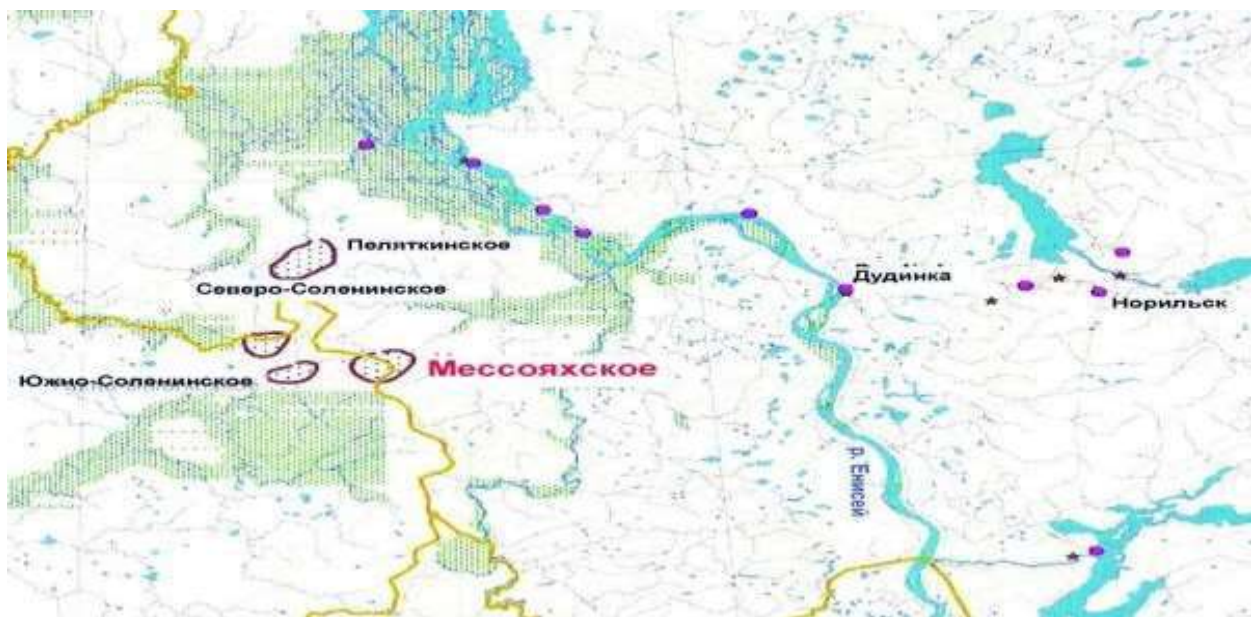 Пеляткинское
Северо-Соленинское
Дудинка
Норильск
Южно-Соленинское
Мессояхское
р. Енисей